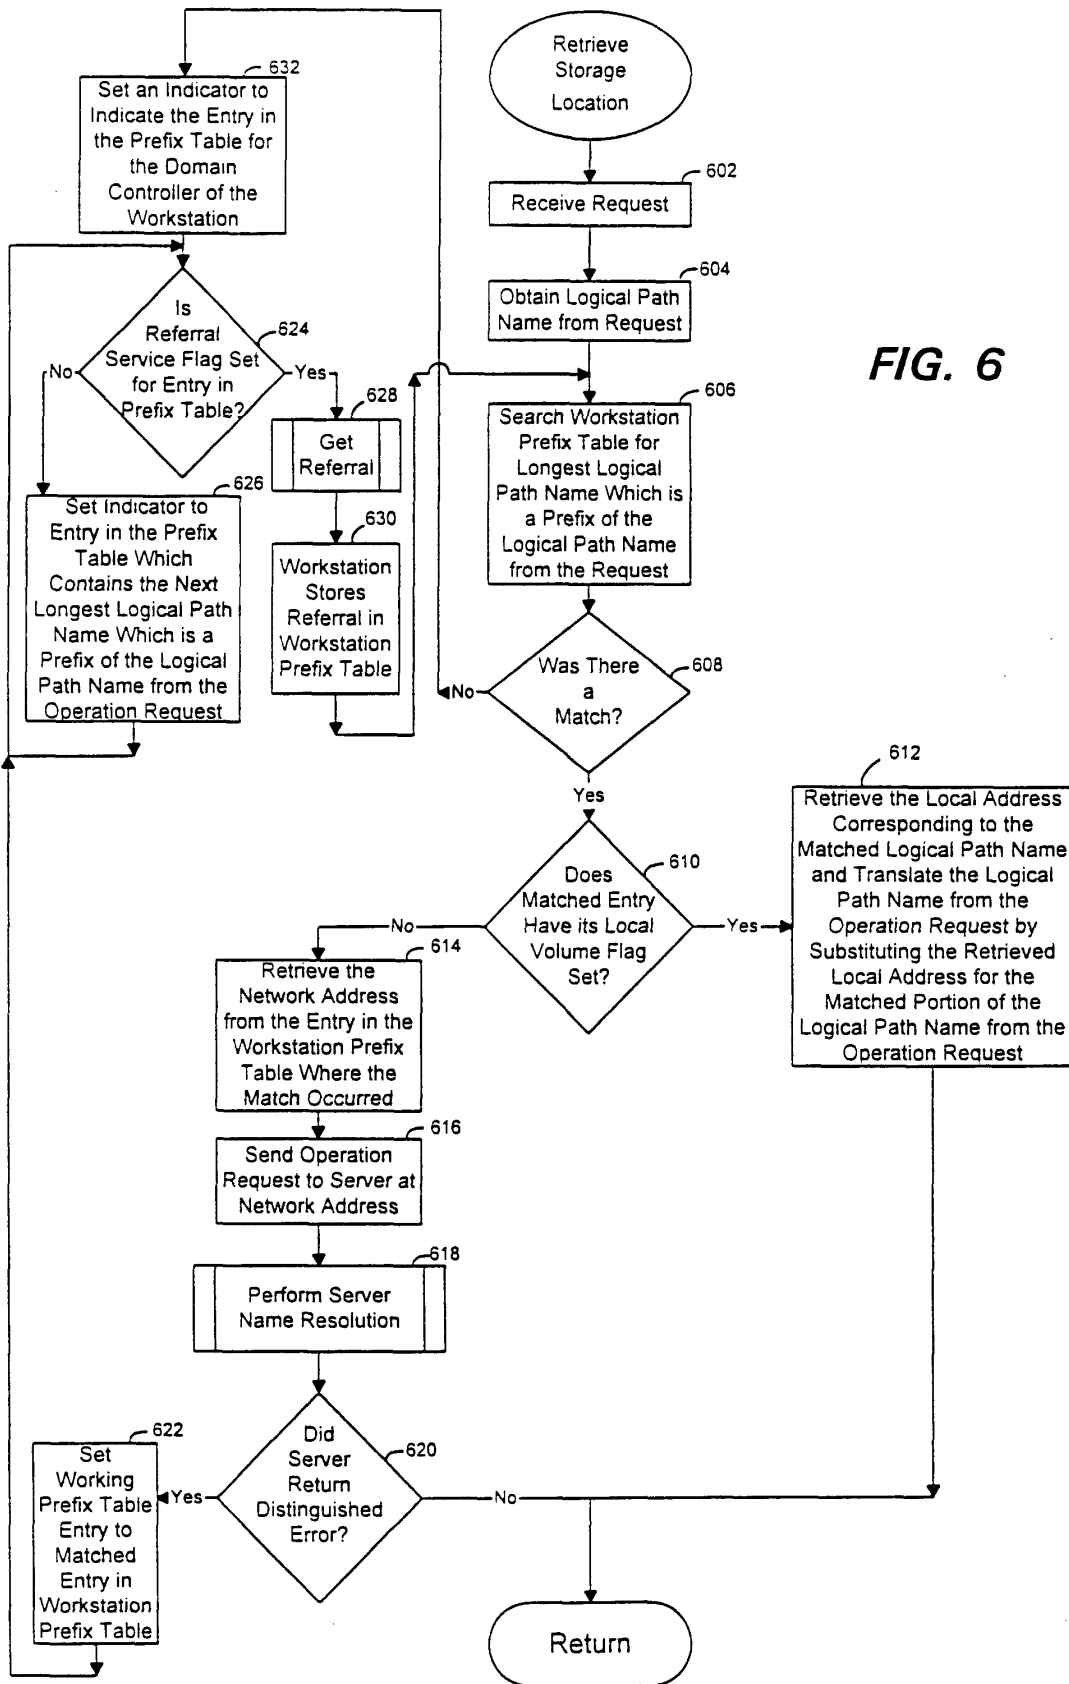 Retrieve
Storage
Location
602
Receive Request
604
Obtain Logical Path
Name from Request
FIG. 6
606
Search Workstation
Prefix Table for
Longest Logical
Path Name Which is
a Prefix of the
Logical Path Name
from the Request
608
Was There
a
Match?
No
Yes
632
Set an Indicator to
Indicate the Entry in
the Prefix Table for
the Domain
Controller of the
Workstation
624
Is
Referral
Service Flag Set
for Entry in
Prefix Table?
No
Yes
628
Get
Referral
630
Workstation
Stores
Referral in
Workstation
Prefix Table
626
Set Indicator to
Entry in the Prefix
Table Which
Contains the Next
Longest Logical Path
Name Which is a
Prefix of the Logical
Path Name from the
Operation Request
610
Does
Matched Entry
Have its Local
Volume Flag
Set?
No
Yes
612
Retrieve the Local Address
Corresponding to the
Matched Logical Path Name
and Translate the Logical
Path Name from the
Operation Request by
Substituting the Retrieved
Local Address for the
Matched Portion of the
Logical Path Name from the
Operation Request
614
Retrieve the
Network Address
from the Entry in the
Workstation Prefix
Table Where the
Match Occurred
616
Send Operation
Request to Server at
Network Address
618
Perform Server
Name Resolution
620
Did
Server
Return
Distinguished
Error?
Yes
No
622
Set
Working
Prefix Table
Entry to
Matched
Entry in
Workstation
Prefix Table
Return